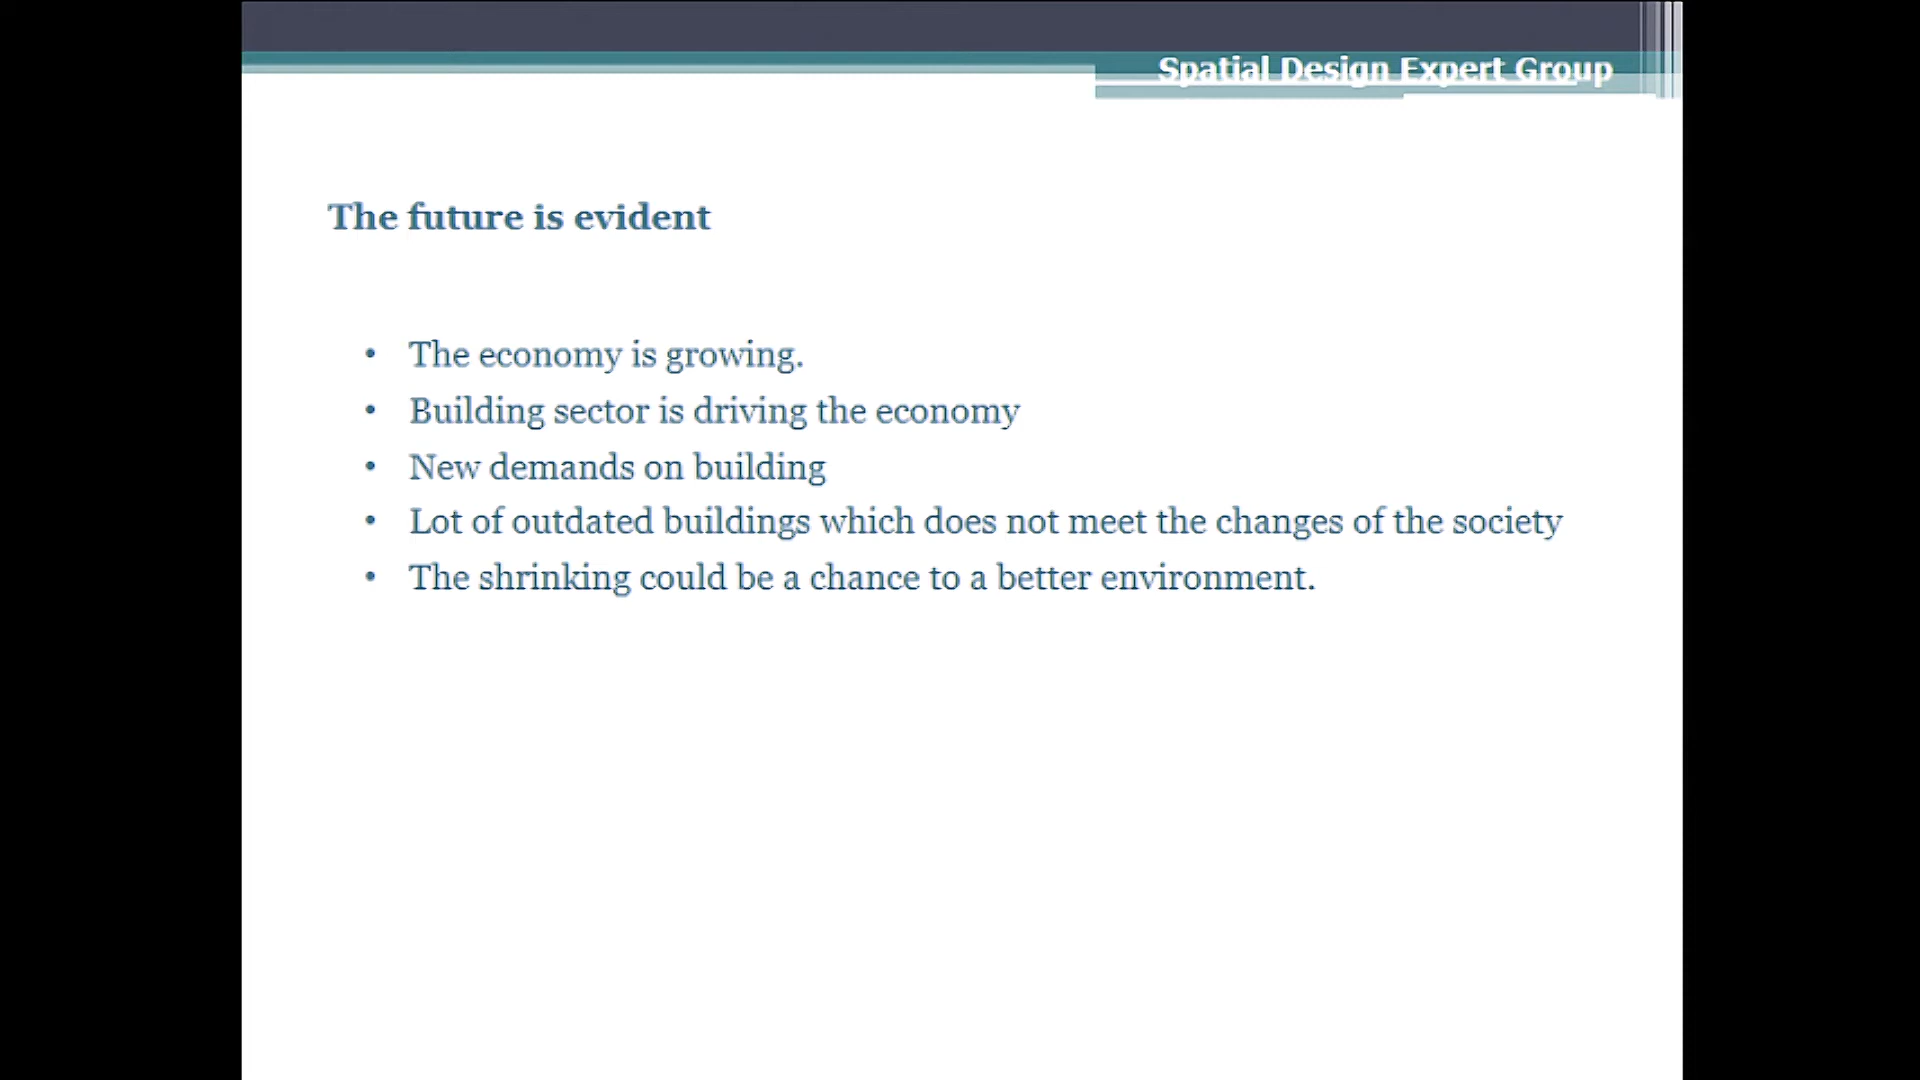 Spatial Design Expert Group
The future is evident
• The economy is growing.
• Building sector is driving the economy
• New demands on building
• Lot of outdated buildings which does not meet the changes of the society
• The shrinking could be a chance to a better environment.